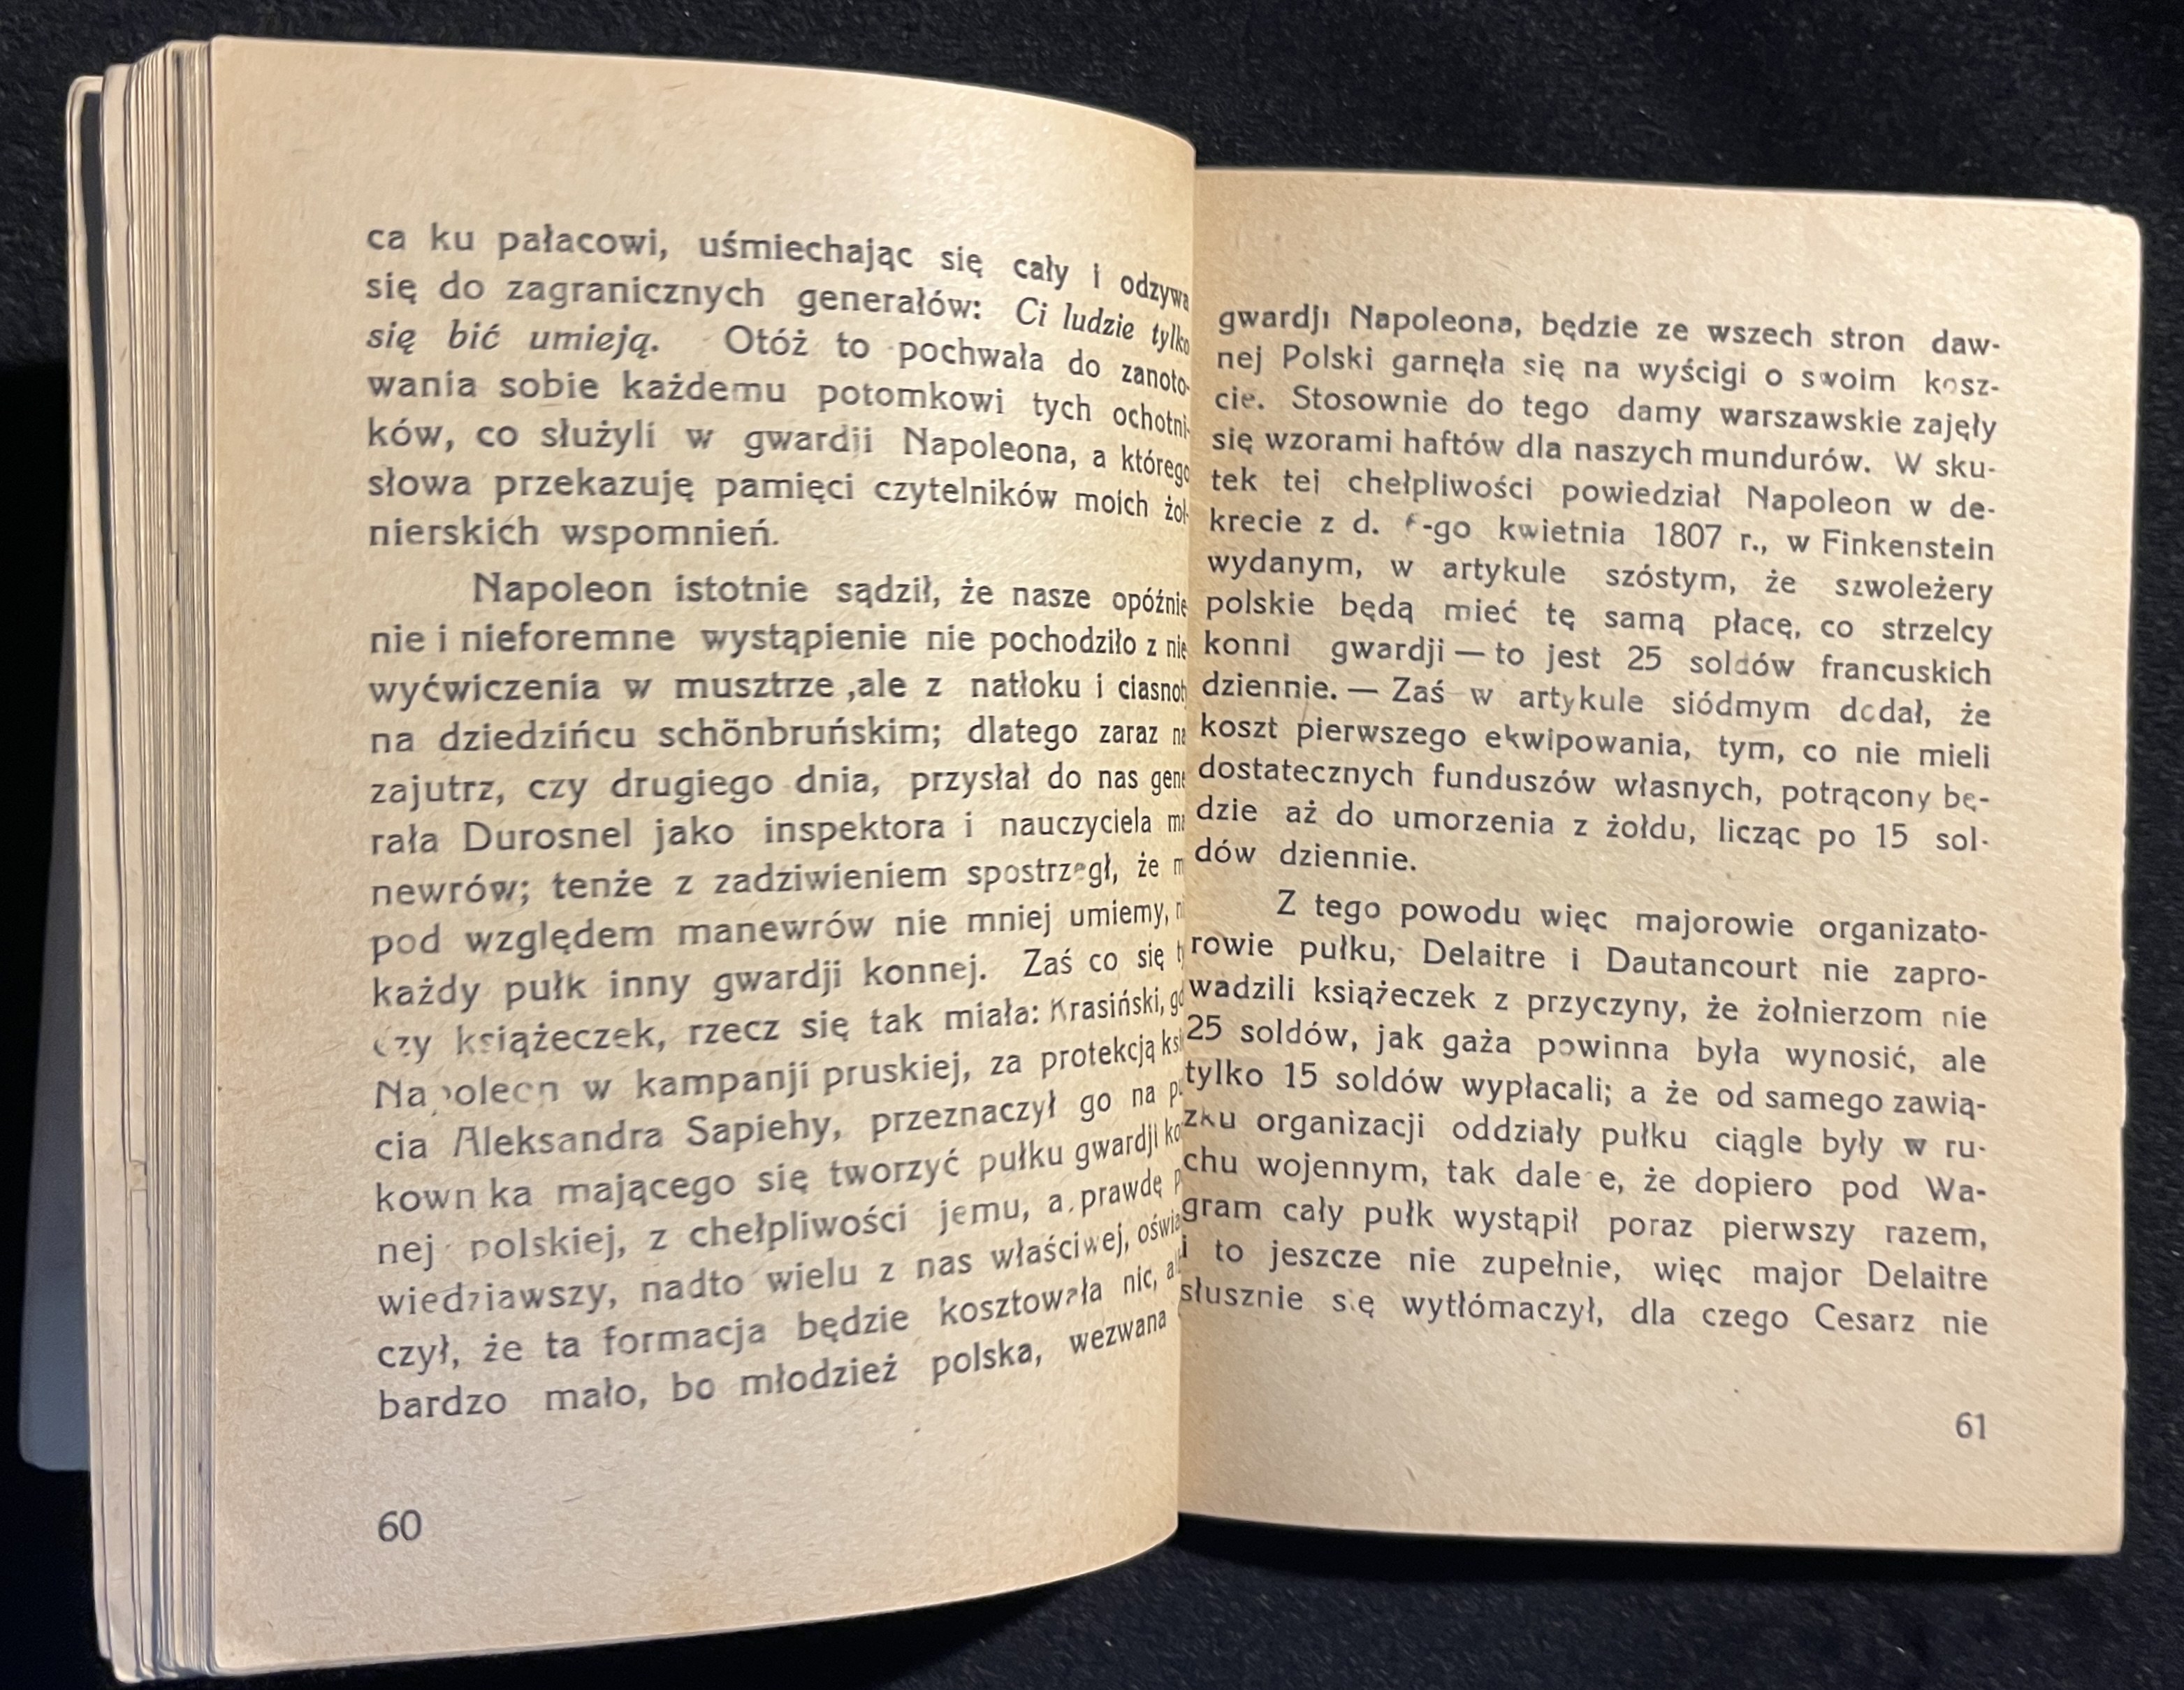 ca ku pałacowi, uśmiechając się cały i odzywa
się do zagranicznych generałów: Ci ludzie tylko
się bić umieją. Otóż to pochwała do zanoto-
wania sobie każdemu potomkowi tych ochotni-
ków, co służyli w gwardji Napoleona, a którego
słowa przekazuję pamięci czytelników moich żoł-
nierskich wspomnień.
Napoleon istotnie sądził, że nasze opóźnie
nie i nieforemne wystąpienie nie pochodziło z nie
wyćwiczenia w musztrze ,ale z natłoku i ciasnot
na dziedzińcu schönbruńskim; dlatego zaraz na
zajutrz, czy drugiego dnia, przysłał do nas gene
rała Durosnel jako inspektora i nauczyciela ma
newrów; tenże z zadziwieniem spostrzegł, że
pod względem manewrów nie mniej umiemy,
każdy pułk inny gwardji konnej. Zaś co się
czy książeczek, rzecz się tak miała: Krasiński,
Napoleon w kampanji pruskiej, za protekcją
cia Aleksandra Sapiehy, przeznaczył go na
kown ka mającego się tworzyć pułku gwardji
nej polskiej, z chełpliwości jemu, a prawdę
wiedziawszy, nadto wielu z nas właściwej,
czył, że ta formacja będzie kosztowała nic,
bardzo mało, bo młodzież polska, wezwana
60
gwardji Napoleona, będzie ze wszech stron daw-
nej Polski garnęła się na wyścigi o swoim kosz-
cie. Stosownie do tego damy warszawskie zajęły
się wzorami haftów dla naszych mundurów. W sku-
tek tej chełpliwości powiedział Napoleon w de-
krecie z d. -go kwietnia 1807 r., w Finkenstein
wydanym, w artykule szóstym, że szwoleżery
polskie będą mieć tę samą płacę, co strzelcy
konni gwardji — to jest 25 soldów francuskich
dziennie. — Zaś w artykule siódmym dodał, że
koszt pierwszego ekwipowania, tym, co nie mieli
dostatecznych funduszów własnych, potrącony bę-
dzie aż do umorzenia z żołdu, licząc po 15 sol-
dów dziennie.
Z tego powodu więc majorowie organizato-
rowie pułku, Delaitre i Dautancourt nie zapro-
wadzili książeczek z przyczyny, że żołnierzom nie
25 soldów, jak gaża powinna była wynosić, ale
tylko 15 soldów wypłacali; a że od samego zawią-
zku organizacji oddziały pułku ciągle były w ru-
chu wojennym, tak dale e, że dopiero pod Wa-
gram cały pułk wystąpił poraz pierwszy razem,
i to jeszcze nie zupełnie, więc major Delaitre
słusznie się wytłómaczył, dla czego Cesarz nie
61